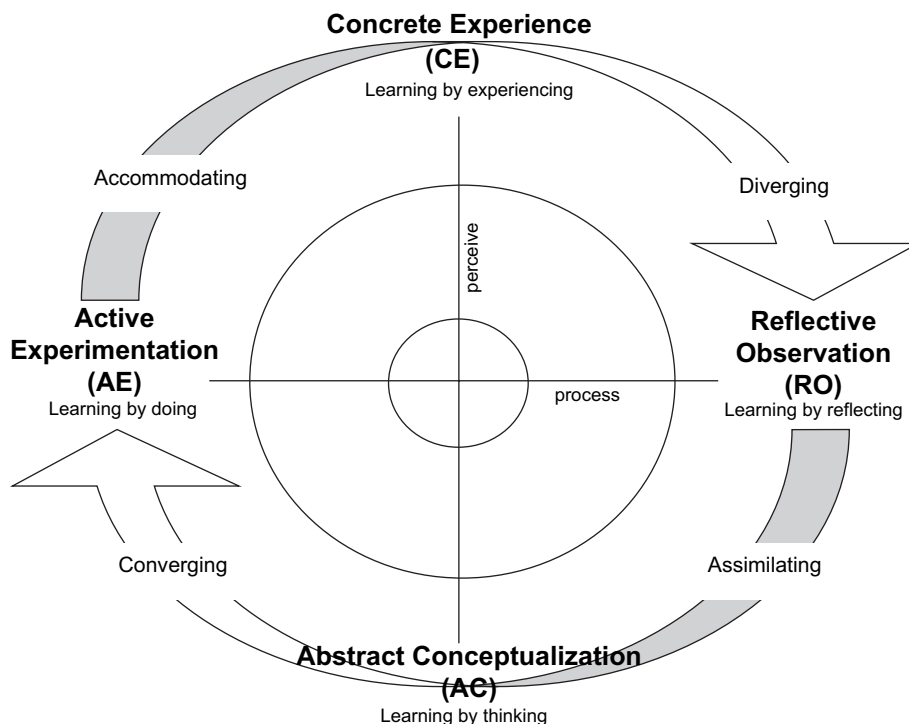 Concrete Experience
(CE)
Learning by experiencing
Accommodating
Diverging
perceive
Active
Experimentation
(AE)
Learning by doing
Reflective
Observation
(RO)
Learning by reflecting
process
Converging
Assimilating
Abstract Conceptualization
(AC)
Learning by thinking